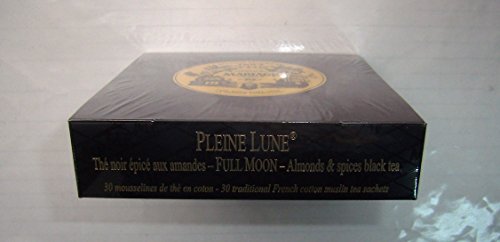 MARIAGE
PLEINE LUNE®
Thé noir épicé aux amandes – FULL MOON – Almonds & spices black tea
30 mousselines de thé en coton - 30 traditional French cotton muslin tea sachets